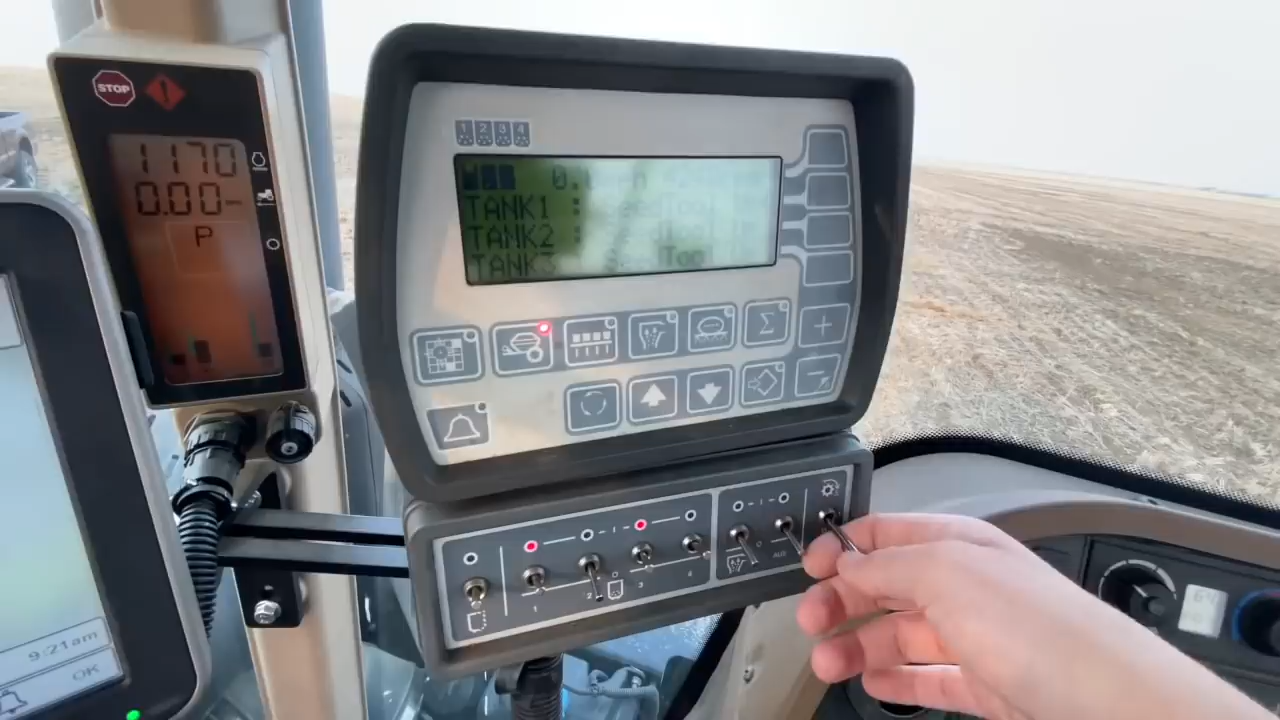 STOP
1170
0.00
P
1 2 3 4
TANK1 :
TANK2 :
TANK3 :
1
2
3
4
AUX
9:21am
OK